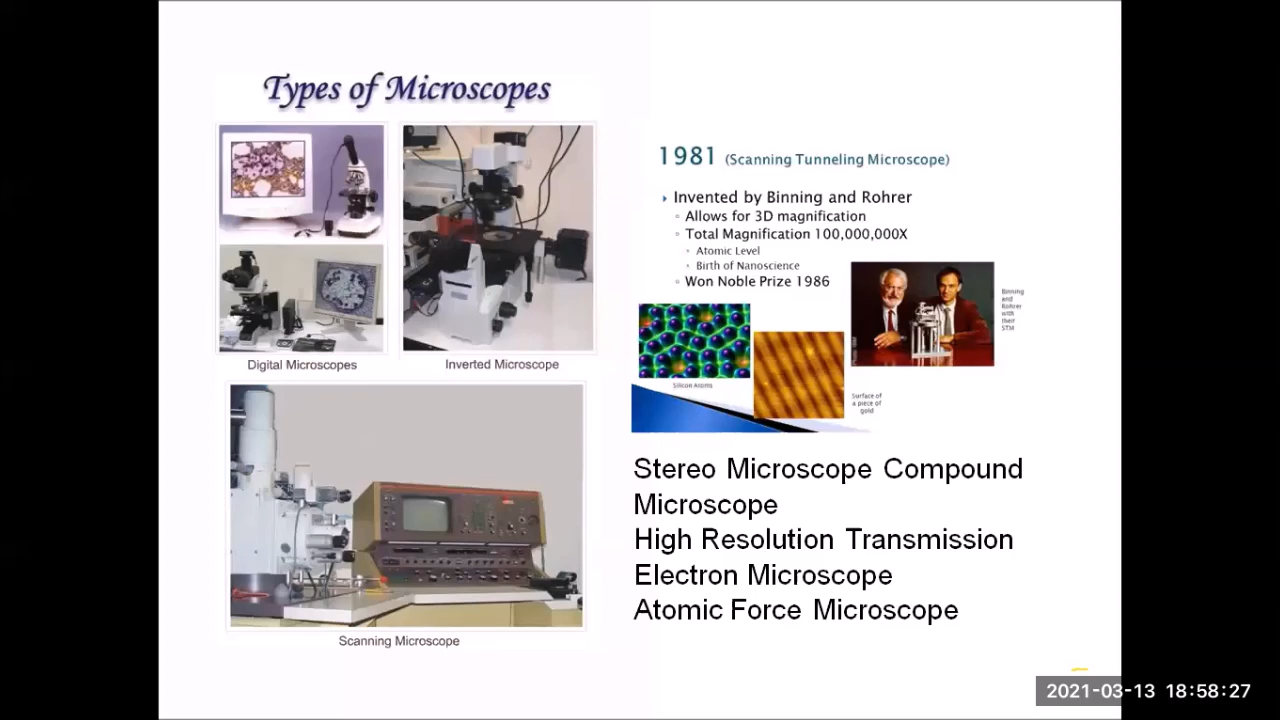 Types of Microscopes
Digital Microscopes
Inverted Microscope
Scanning Microscope
1981 (Scanning Tunneling Microscope)
Invented by Binning and Rohrer
Allows for 3D magnification
Total Magnification 100,000,000X
Atomic Level
Birth of Nanoscience
Won Noble Prize 1986
Binning
and
Rohrer
with
their
STM
Silicon Atoms
Surface of
a piece of
gold
Stereo Microscope Compound
Microscope
High Resolution Transmission
Electron Microscope
Atomic Force Microscope
2021-03-13 18:58:27